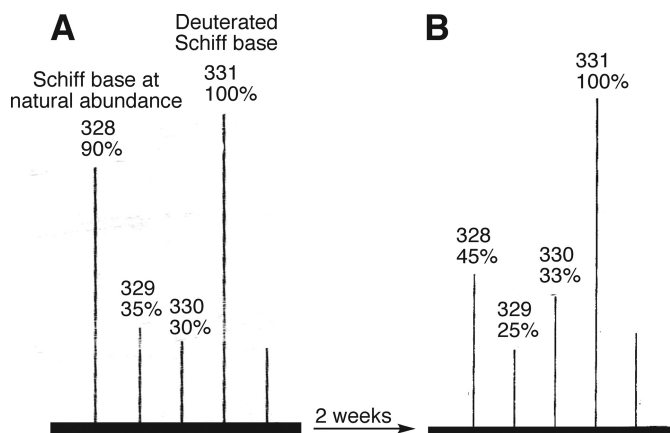 A
Deuterated
Schiff base
331
100%
Schiff base at
natural abundance
328
90%
329
35%
330
30%
2 weeks
B
331
100%
328
45%
330
33%
329
25%